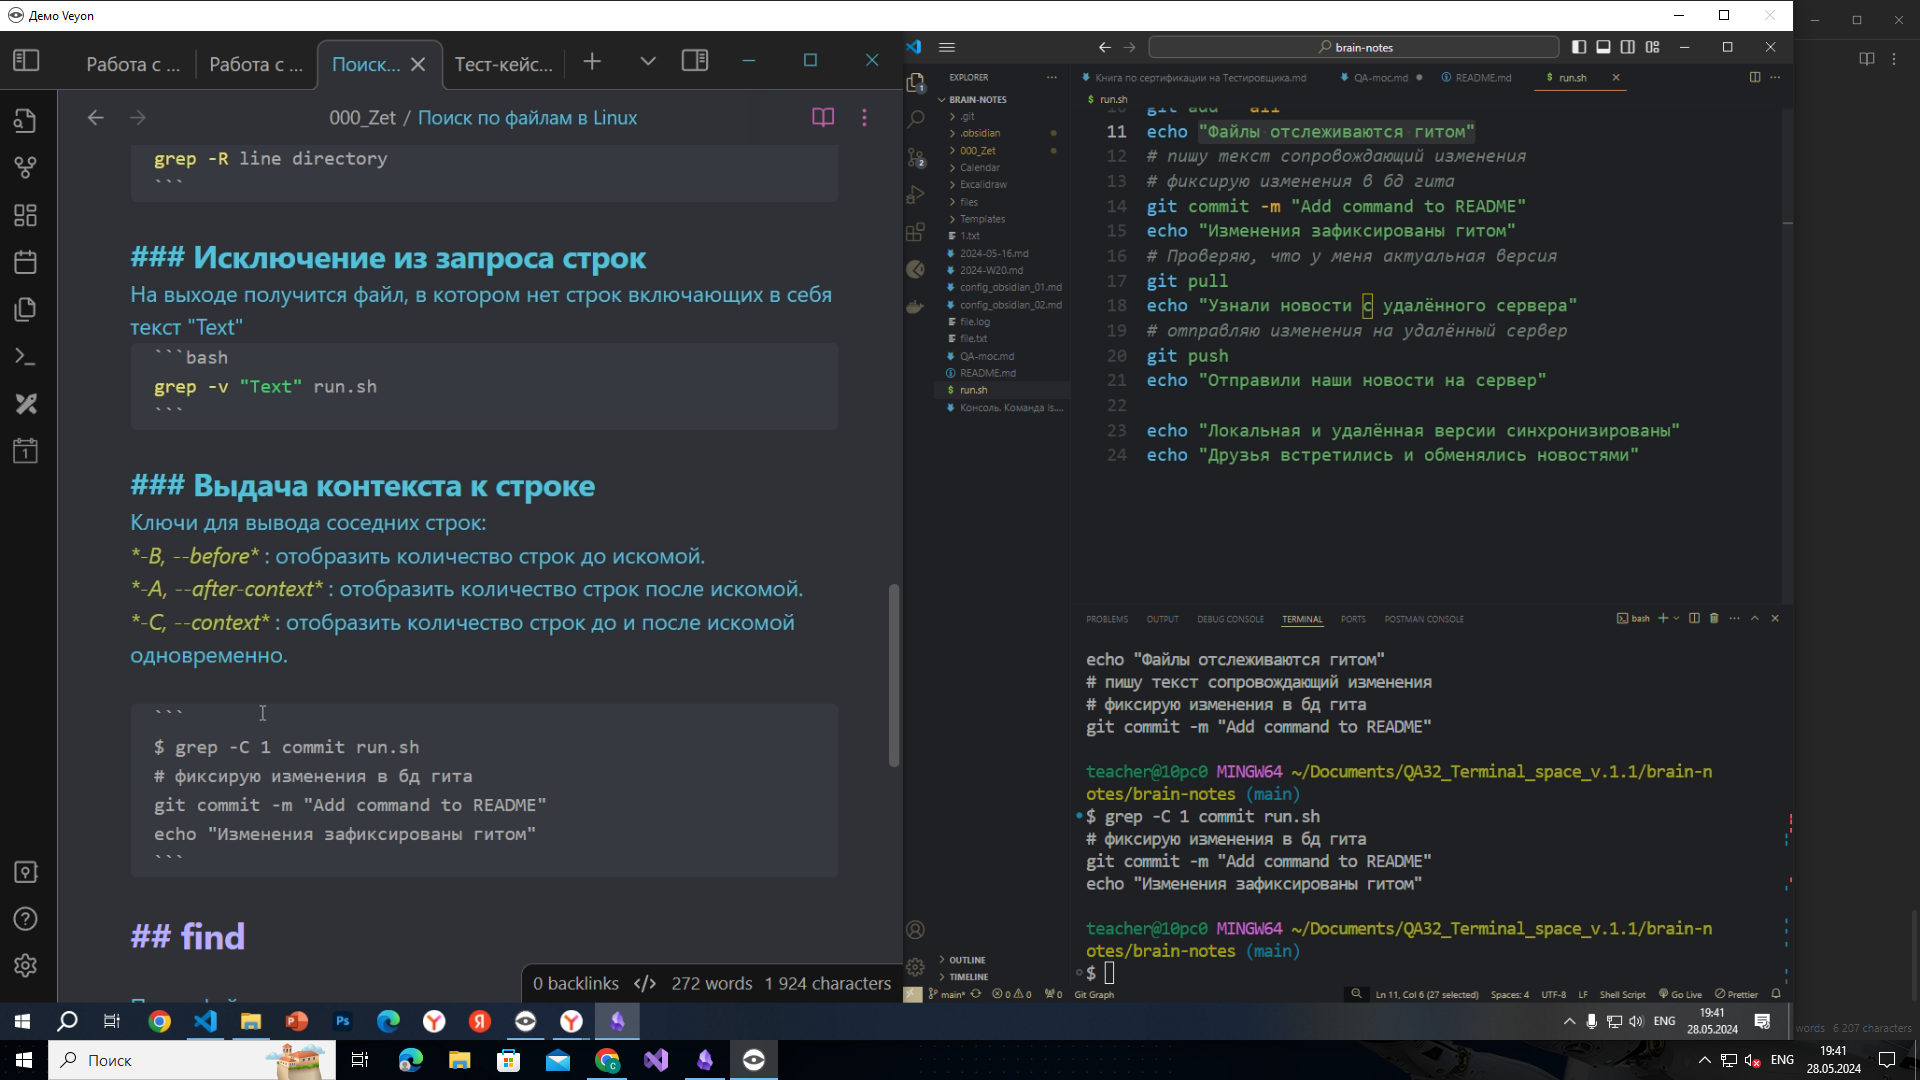 Демо Veyon
Работа с ...
Работа с ...
Поиск...
Тест-кейс...
000_Zet / Поиск по файлам в Linux
grep -R line directory
```
### Исключение из запроса строк
На выходе получится файл, в котором нет строк включающих в себя
текст "Text"
```bash
grep -v "Text" run.sh
```
### Выдача контекста к строке
Ключи для вывода соседних строк:
*-B, --before* : отобразить количество строк до искомой.
*-A, --after-context* : отобразить количество строк после искомой.
*-C, --context* : отобразить количество строк до и после искомой
одновременно.
```
$ grep -C 1 commit run.sh
# фиксирую изменения в бд гита
git commit -m "Add command to README"
echo "Изменения зафиксированы гитом"
```
## find
0 backlinks </> 272 words 1 924 characters
brain-notes
EXPLORER
BRAIN-NOTES
.git
.obsidian
000_Zet
Calendar
Excalidraw
files
Templates
1.txt
2024-05-16.md
2024-W20.md
config_obsidian_01.md
config_obsidian_02.md
file.log
file.txt
QA-moc.md
README.md
$ run.sh
Консоль. Команда ls....
OUTLINE
TIMELINE
Книга по сертификации на Тестировщика.md
QA-moc.md
README.md
$ run.sh
$ run.sh
10 git add --all
11 echo "Файлы отслеживаются гитом"
12 # пишу текст сопровождающий изменения
13 # фиксирую изменения в бд гита
14 git commit -m "Add command to README"
15 echo "Изменения зафиксированы гитом"
16 # Проверяю, что у меня актуальная версия
17 git pull
18 echo "Узнали новости с удалённого сервера"
19 # отправляю изменения на удалённый сервер
20 git push
21 echo "Отправили наши новости на сервер"
22
23 echo "Локальная и удалённая версии синхронизированы"
24 echo "Друзья встретились и обменялись новостями"
PROBLEMS OUTPUT DEBUG CONSOLE TERMINAL PORTS POSTMAN CONSOLE
bash
echo "Файлы отслеживаются гитом"
# пишу текст сопровождающий изменения
# фиксирую изменения в бд гита
git commit -m "Add command to README"
teacher@10pc0 MINGW64 ~/Documents/QA32_Terminal_space_v.1.1/brain-n
otes/brain-notes (main)
$ grep -C 1 commit run.sh
# фиксирую изменения в бд гита
git commit -m "Add command to README"
echo "Изменения зафиксированы гитом"
teacher@10pc0 MINGW64 ~/Documents/QA32_Terminal_space_v.1.1/brain-n
otes/brain-notes (main)
$
main* 0 0 0 Git Graph
Ln 11, Col 6 (27 selected) Spaces: 4 UTF-8 LF Shell Script Go Live Prettier
ENG
19:41
28.05.2024
words 6 207 characters
Поиск
ENG
19:41
28.05.2024